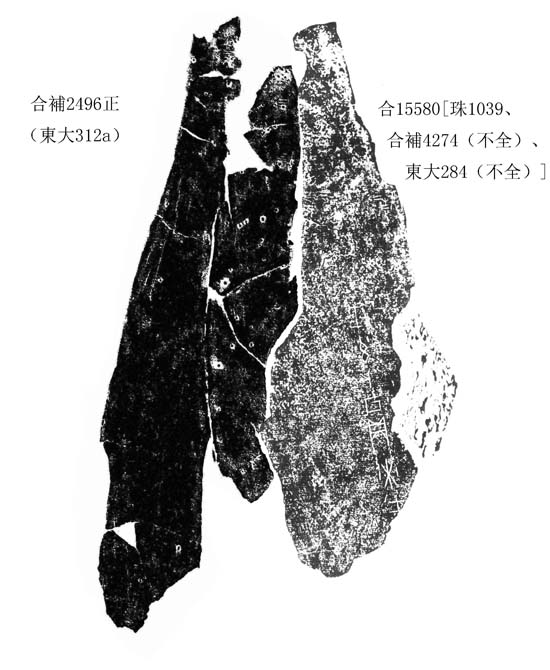 合補2496正
（東大312a）
合15580[珠1039、
合補4274（不全）、
東大284（不全）]